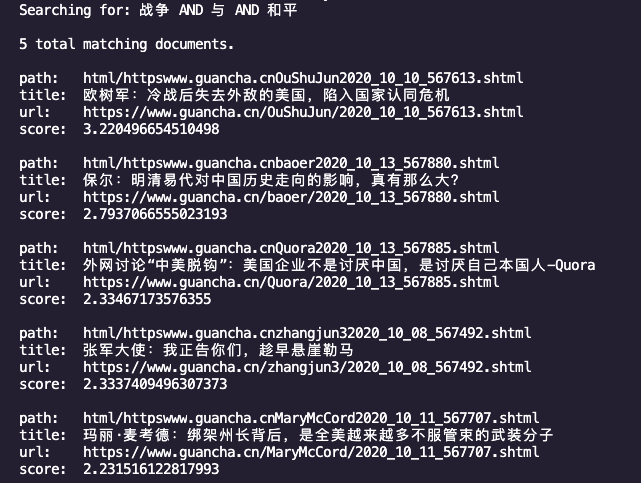 Searching for: 战争 AND 与 AND 和平
5 total matching documents.
path: html/httpswww.guancha.cnOuShuJun2020_10_10_567613.shtml
title: 欧树军：冷战后失去外敌的美国，陷入国家认同危机
url: https://www.guancha.cn/OuShuJun/2020_10_10_567613.shtml
score: 3.220496654510498
path: html/httpswww.guancha.cnbaoer2020_10_13_567880.shtml
title: 保尔：明清易代对中国历史走向的影响，真有那么大？
url: https://www.guancha.cn/baoer/2020_10_13_567880.shtml
score: 2.7937066555023193
path: html/httpswww.guancha.cnQuora2020_10_13_567885.shtml
title: 外网讨论“中美脱钩”：美国企业不是讨厌中国，是讨厌自己本国人-Quora
url: https://www.guancha.cn/Quora/2020_10_13_567885.shtml
score: 2.33467173576355
path: html/httpswww.guancha.cnzhangjun32020_10_08_567492.shtml
title: 张军大使：我正告你们，趁早悬崖勒马
url: https://www.guancha.cn/zhangjun3/2020_10_08_567492.shtml
score: 2.3337409496307373
path: html/httpswww.guancha.cnMaryMcCord2020_10_11_567707.shtml
title: 玛丽·麦考德：绑架州长背后，是全美越来越多不服管束的武装分子
url: https://www.guancha.cn/MaryMcCord/2020_10_11_567707.shtml
score: 2.231516122817993